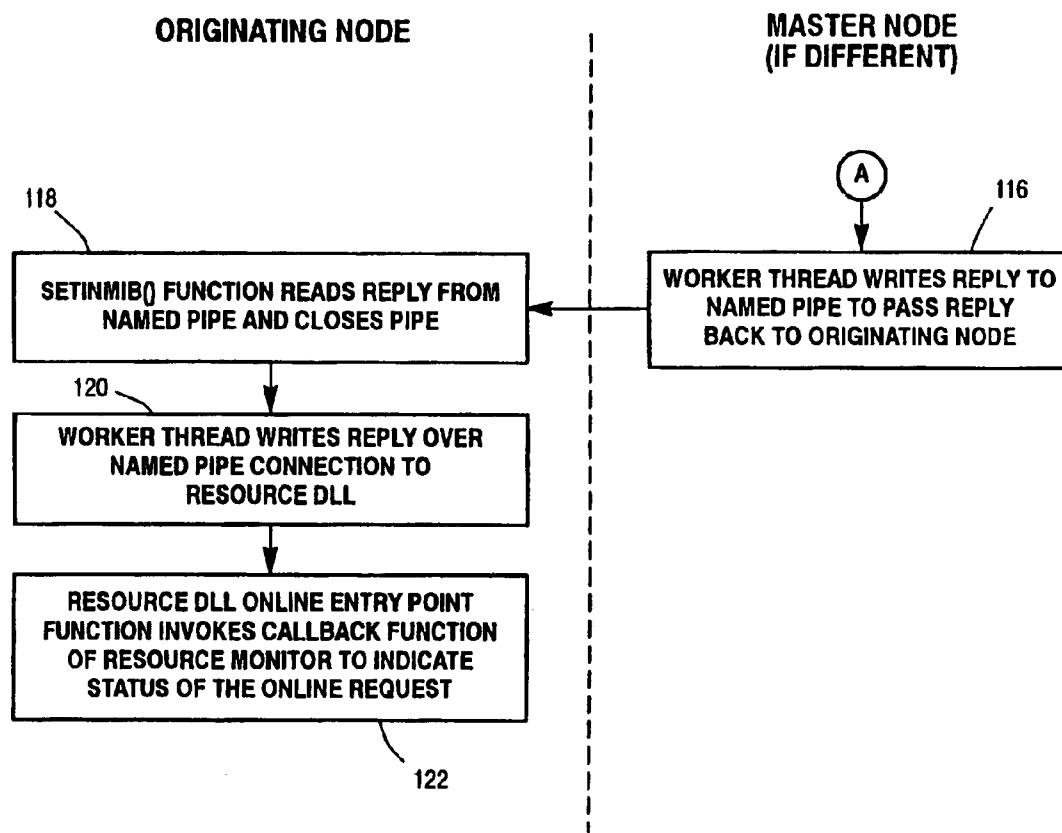 ORIGINATING NODE
MASTER NODE
(IF DIFFERENT)
A
116
WORKER THREAD WRITES REPLY TO
NAMED PIPE TO PASS REPLY
BACK TO ORIGINATING NODE
118
SETINMIB() FUNCTION READS REPLY FROM
NAMED PIPE AND CLOSES PIPE
120
WORKER THREAD WRITES REPLY OVER
NAMED PIPE CONNECTION TO
RESOURCE DLL
RESOURCE DLL ONLINE ENTRY POINT
FUNCTION INVOKES CALLBACK FUNCTION
OF RESOURCE MONITOR TO INDICATE
STATUS OF THE ONLINE REQUEST
122